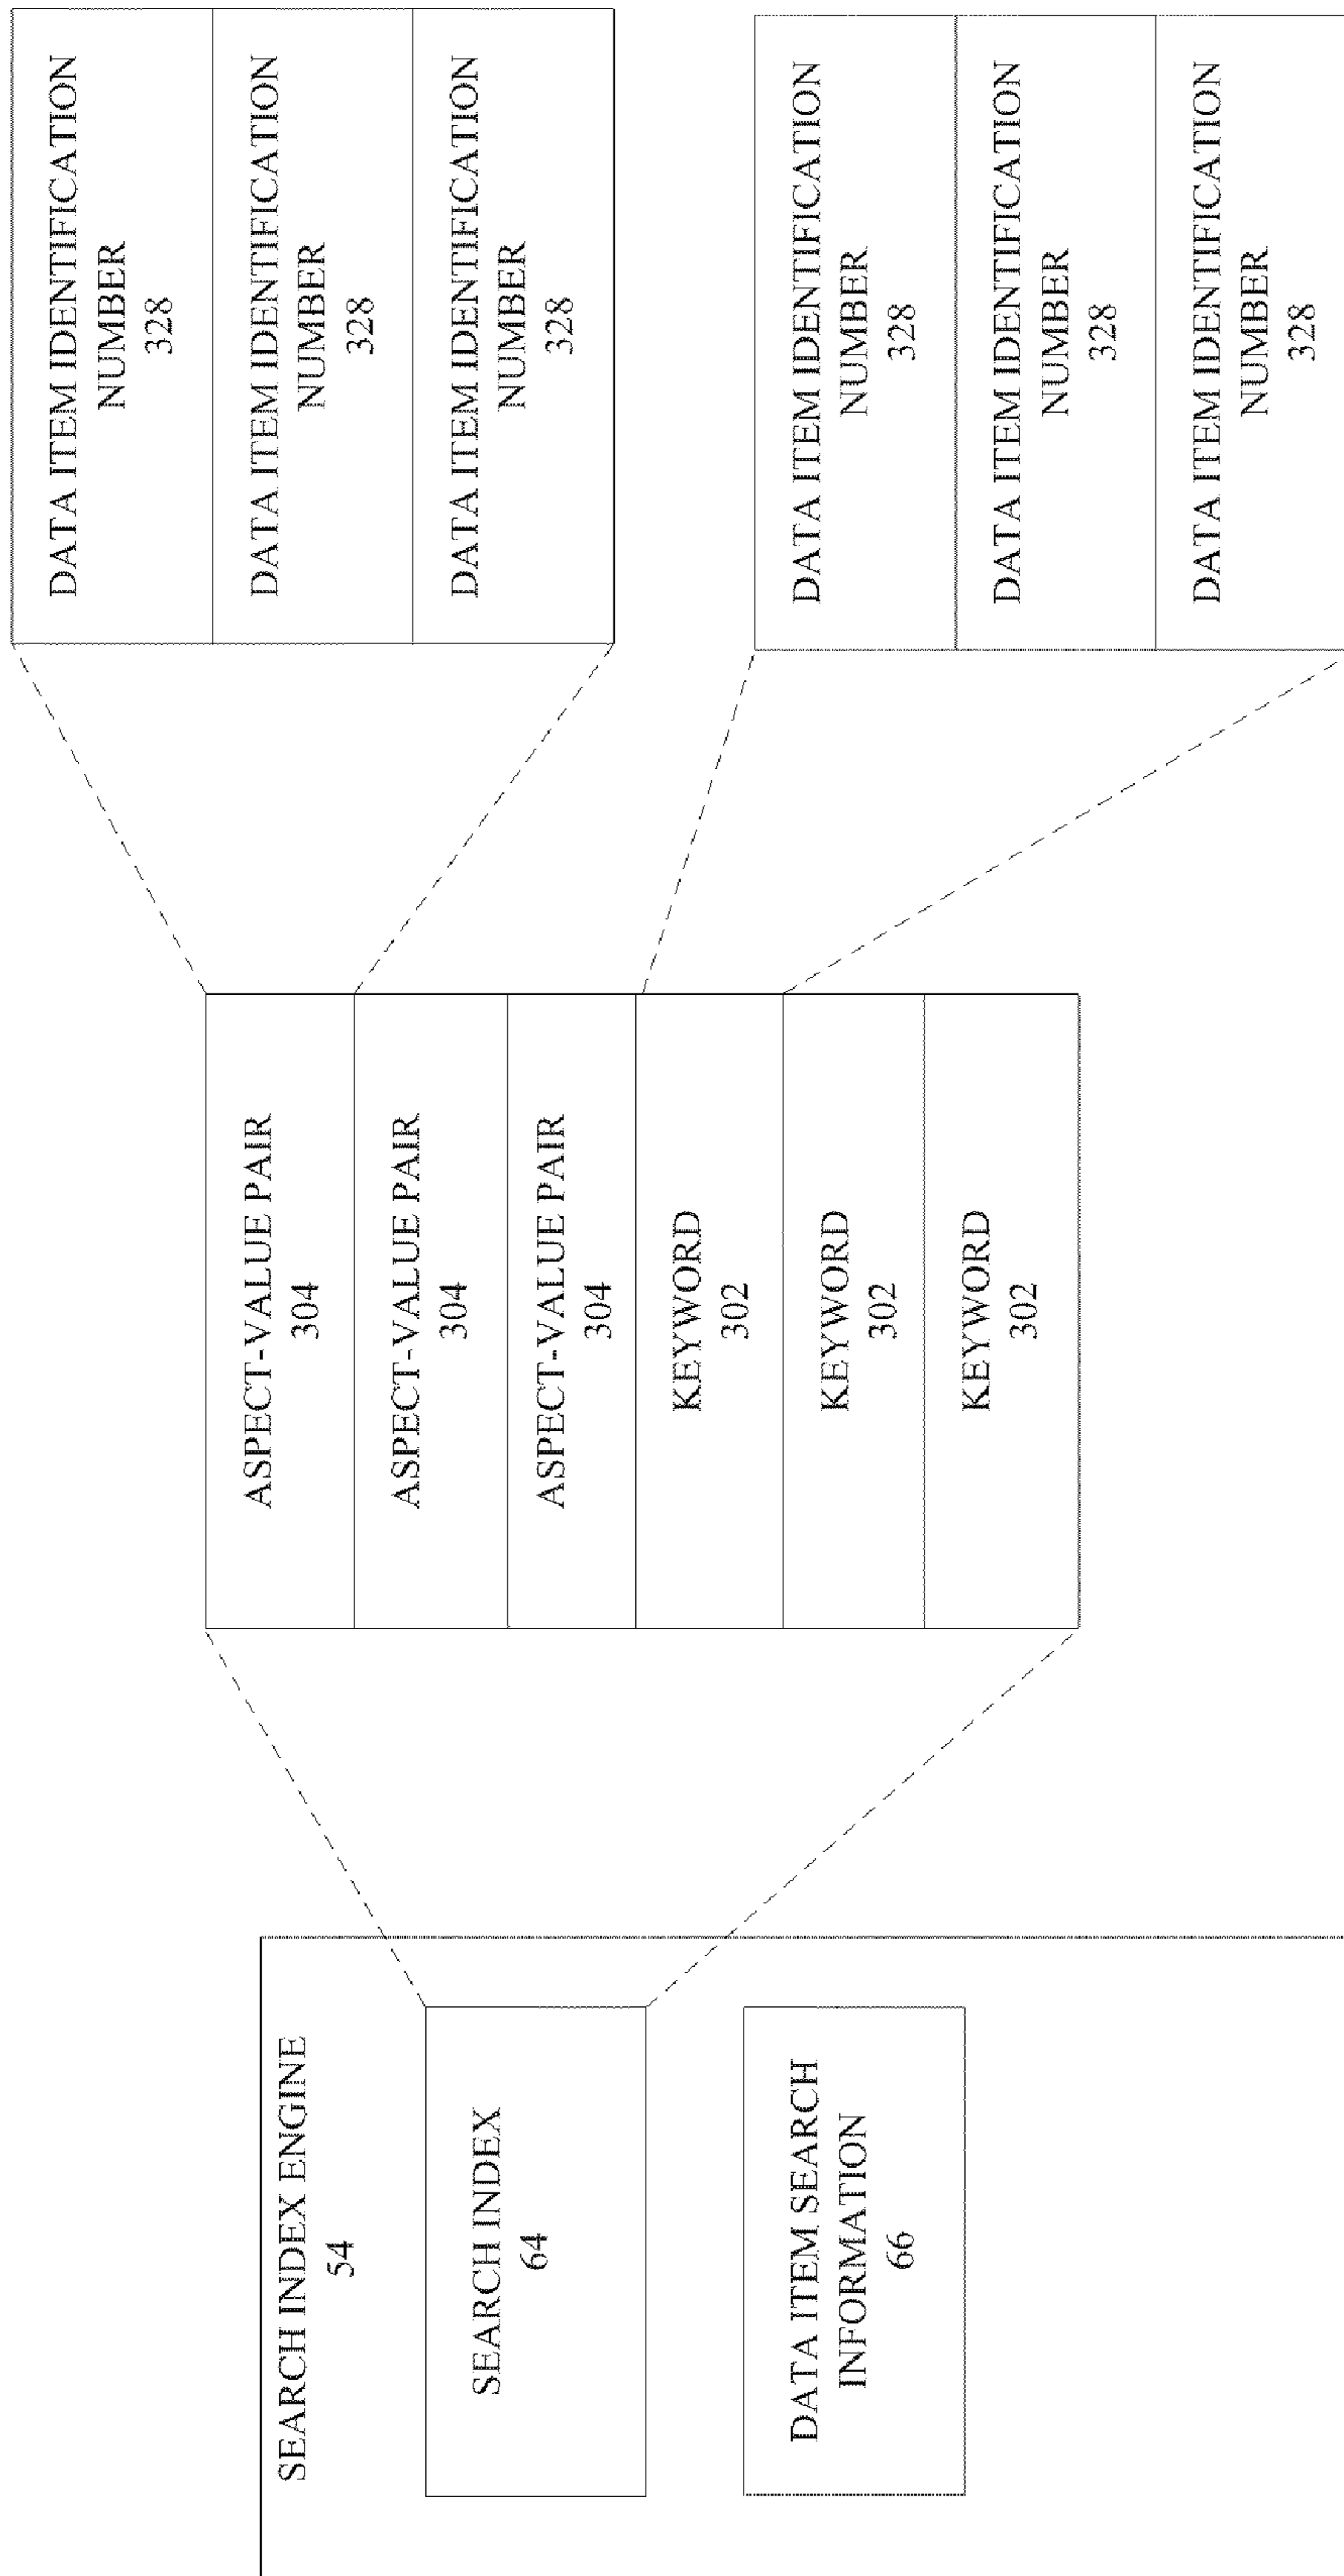 SEARCH INDEX ENGINE
54
SEARCH INDEX
64
DATA ITEM SEARCH
INFORMATION
66
ASPECT-VALUE PAIR
304
ASPECT-VALUE PAIR
304
ASPECT-VALUE PAIR
304
KEYWORD
302
KEYWORD
302
KEYWORD
302
DATA ITEM IDENTIFICATION
NUMBER
328
DATA ITEM IDENTIFICATION
NUMBER
328
DATA ITEM IDENTIFICATION
NUMBER
328
DATA ITEM IDENTIFICATION
NUMBER
328
DATA ITEM IDENTIFICATION
NUMBER
328
DATA ITEM IDENTIFICATION
NUMBER
328